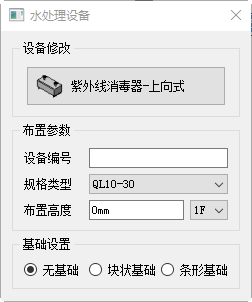 水处理设备
设备修改
紫外线消毒器-上向式
布置参数
设备编号
规格类型 QL10-30
布置高度 0mm 1F
基础设置
无基础 块状基础 条形基础